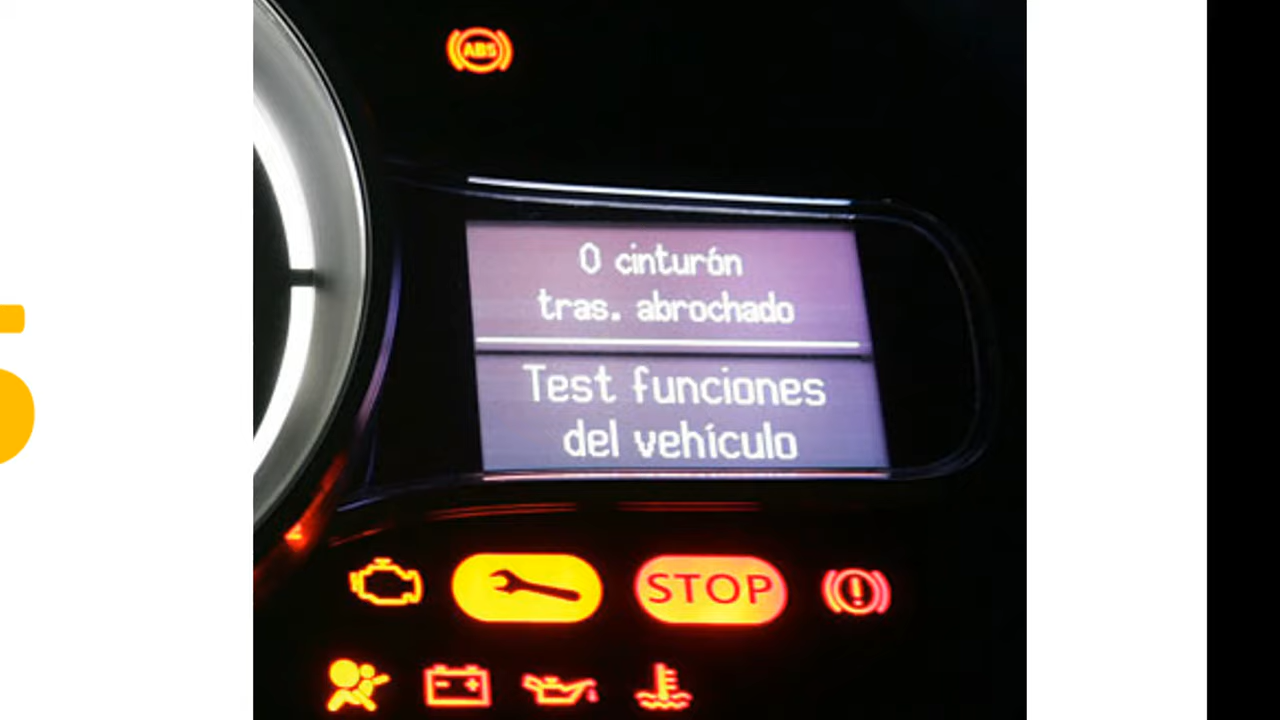 ABS
0 cinturón
tras. abrochado
Test funciones
del vehículo
STOP